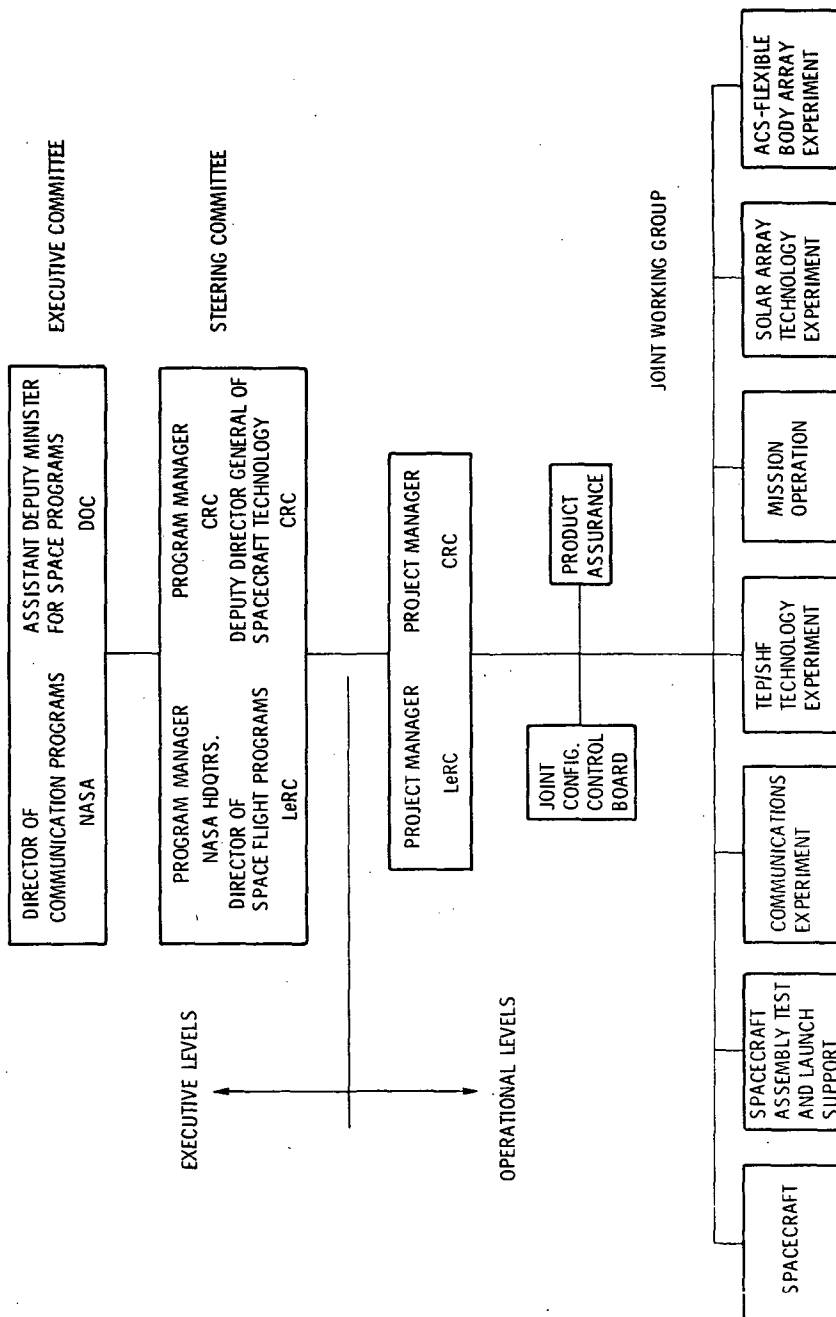 EXECUTIVE COMMITTEE
DIRECTOR OF
COMMUNICATION PROGRAMS
NASA
ASSISTANT DEPUTY MINISTER
FOR SPACE PROGRAMS
DOC
STEERING COMMITTEE
PROGRAM MANAGER
NASA HDQTRS.
DIRECTOR OF
SPACE FLIGHT PROGRAMS
LeRC
PROGRAM MANAGER
CRC
DEPUTY DIRECTOR GENERAL OF
SPACECRAFT TECHNOLOGY
CRC
EXECUTIVE LEVELS
OPERATIONAL LEVELS
PROJECT MANAGER
LeRC
PROJECT MANAGER
CRC
JOINT
CONFIG.
CONTROL
BOARD
PRODUCT
ASSURANCE
JOINT WORKING GROUP
SPACECRAFT
SPACECRAFT
ASSEMBLY TEST
AND LAUNCH
SUPPORT
COMMUNICATIONS
EXPERIMENT
TEP/SHF
TECHNOLOGY
EXPERIMENT
MISSION
OPERATION
SOLAR ARRAY
TECHNOLOGY
EXPERIMENT
ACS-FLEXIBLE
BODY ARRAY
EXPERIMENT